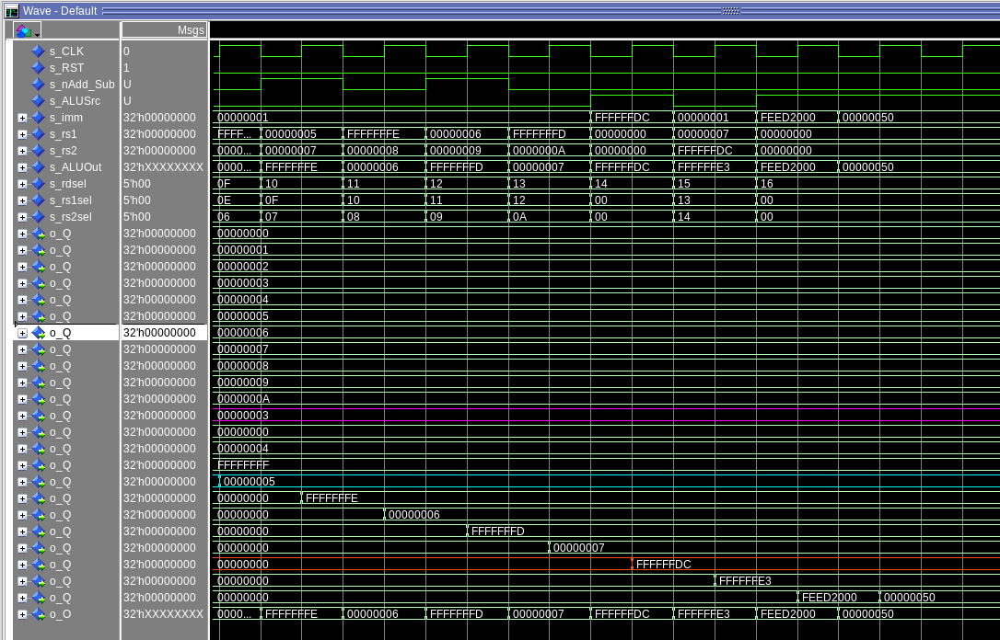 Wave - Default
Msgs
s_CLK 0
s_RST 1
s_nAdd_Sub U
s_ALUSrc U
s_imm 32'h00000000 00000001 FFFFFFDC 00000001 FEED2000 00000050
s_rs1 32'h00000000 FFFF... 00000005 FFFFFFFE 00000006 FFFFFFFD 00000000 00000007 00000000
s_rs2 32'h00000000 0000... 00000007 00000008 00000009 0000000A 00000000 FFFFFFDC 00000000
s_ALUOut 32'hXXXXXXXX 0000... FFFFFFFE 00000006 FFFFFFFD 00000007 FFFFFFDC FFFFFFE3 FEED2000 00000050
s_rdsel 5'h00 0F 10 11 12 13 14 15 16
s_rs1sel 5'h00 0E 0F 10 11 12 00 13 00
s_rs2sel 5'h00 06 07 08 09 0A 00 14 00
o_Q 32'h00000000 00000000
o_Q 32'h00000000 00000001
o_Q 32'h00000000 00000002
o_Q 32'h00000000 00000003
o_Q 32'h00000000 00000004
o_Q 32'h00000000 00000005
o_Q 32'h00000000 00000006
o_Q 32'h00000000 00000007
o_Q 32'h00000000 00000008
o_Q 32'h00000000 00000009
o_Q 32'h00000000 0000000A
o_Q 32'h00000000 00000003
o_Q 32'h00000000 00000000
o_Q 32'h00000000 00000004
o_Q 32'h00000000 FFFFFFFF
o_Q 32'h00000000 00000005
o_Q 32'h00000000 00000000 FFFFFFFE
o_Q 32'h00000000 00000000 00000006
o_Q 32'h00000000 00000000 FFFFFFFD
o_Q 32'h00000000 00000000 00000007
o_Q 32'h00000000 00000000 FFFFFFDC
o_Q 32'h00000000 00000000 FFFFFFE3
o_Q 32'h00000000 00000000 FEED2000 00000050
o_O 32'hXXXXXXXX 0000... FFFFFFFE 00000006 FFFFFFFD 00000007 FFFFFFDC FFFFFFE3 FEED2000 00000050